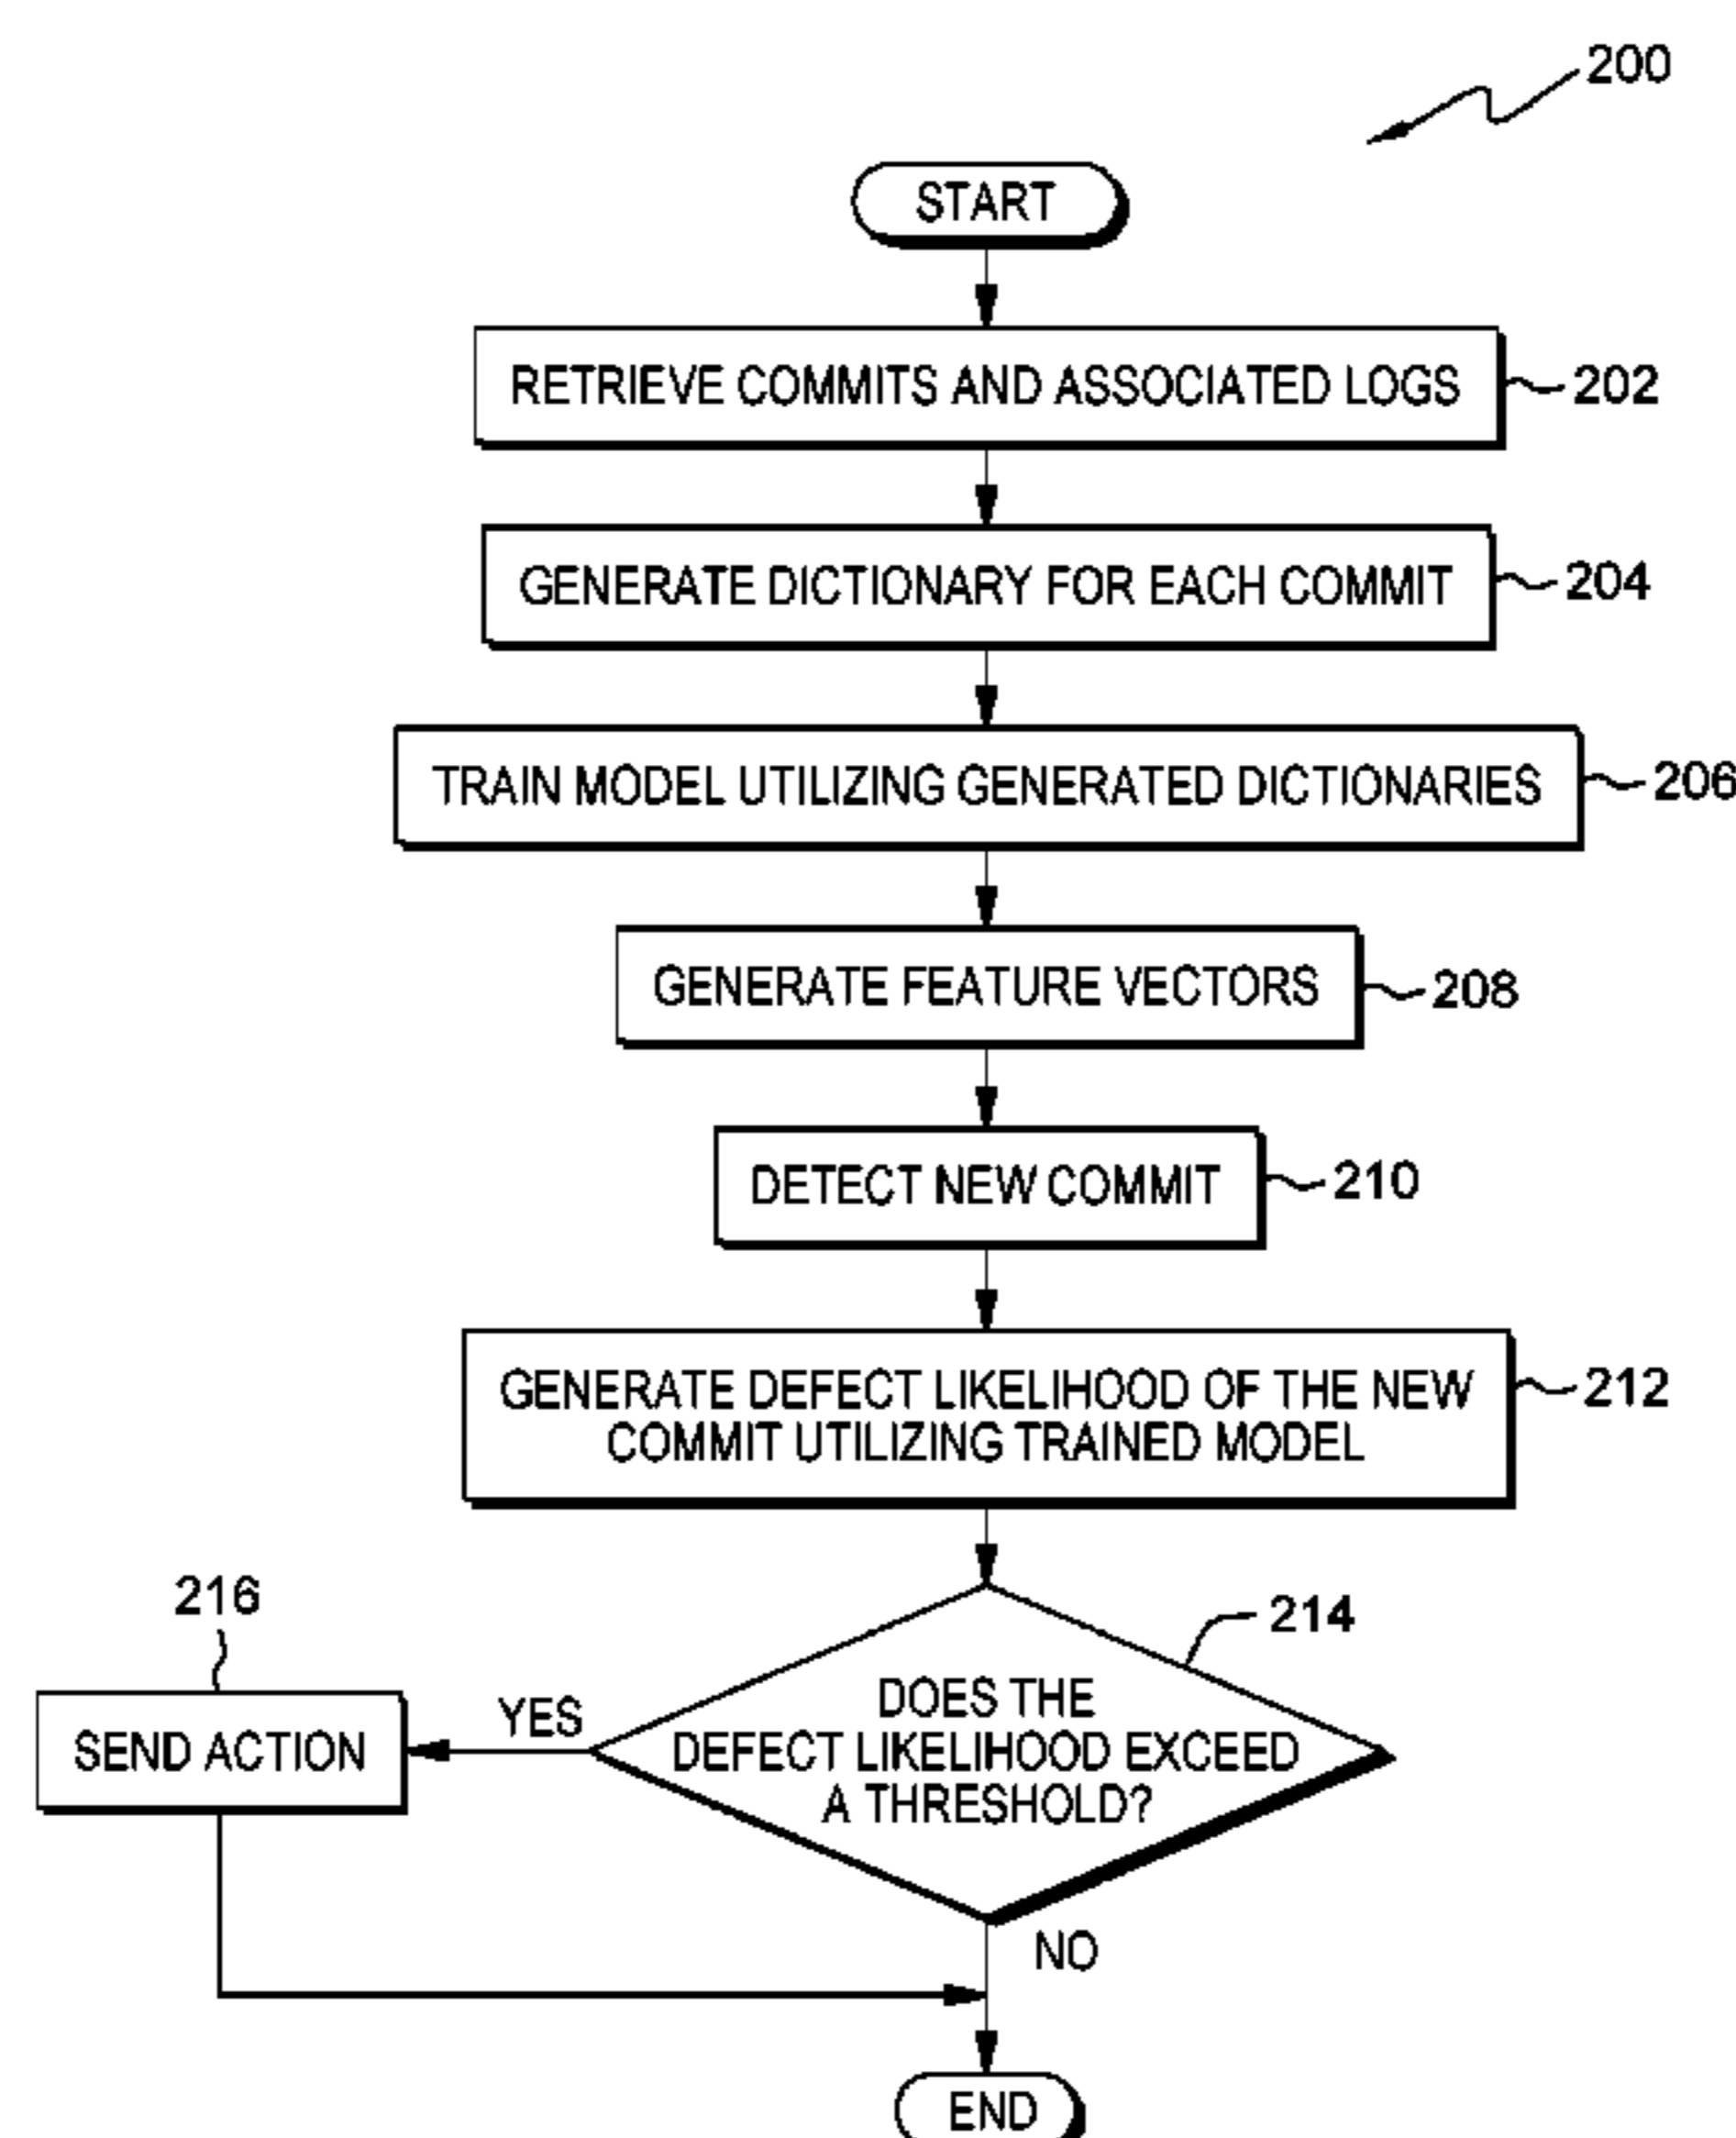 200
START
RETRIEVE COMMITS AND ASSOCIATED LOGS
202
GENERATE DICTIONARY FOR EACH COMMIT
204
TRAIN MODEL UTILIZING GENERATED DICTIONARIES
206
GENERATE FEATURE VECTORS
208
DETECT NEW COMMIT
210
GENERATE DEFECT LIKELIHOOD OF THE NEW
COMMIT UTILIZING TRAINED MODEL
212
214
DOES THE
DEFECT LIKELIHOOD EXCEED
A THRESHOLD?
YES
216
SEND ACTION
NO
END